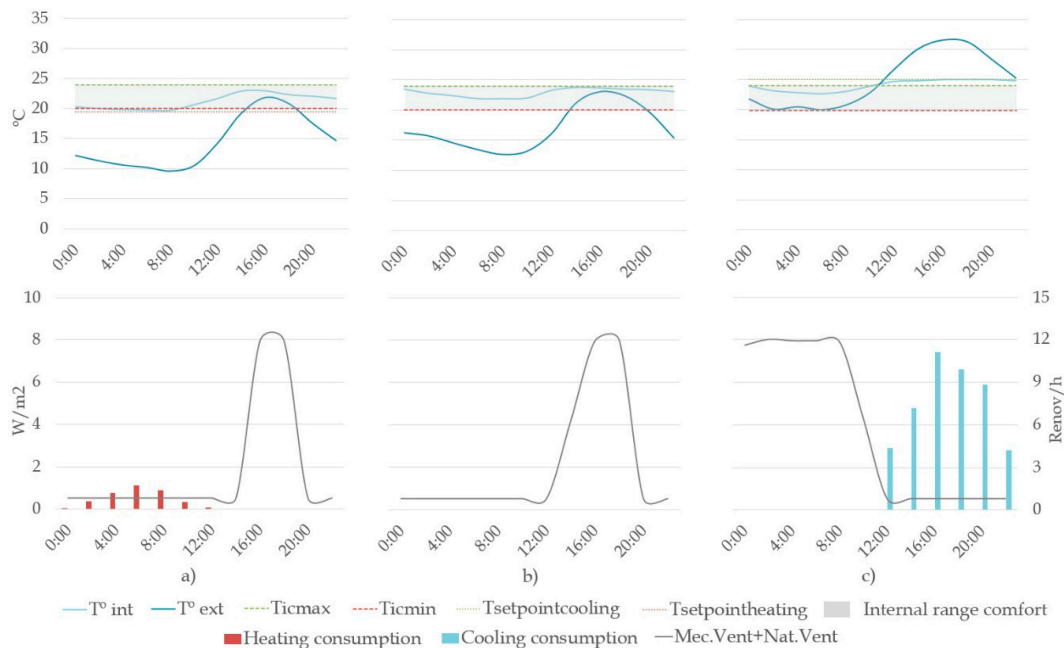 35
30
25
20
15
10
5
0
ºC
0:00 4:00 8:00 12:00 16:00 20:00
0:00 4:00 8:00 12:00 16:00 20:00
0:00 4:00 8:00 12:00 16:00 20:00
10
8
6
4
2
0
W/m2
15
12
9
6
3
0
Renov/h
0:00 4:00 8:00 12:00 16:00 20:00
0:00 4:00 8:00 12:00 16:00 20:00
0:00 4:00 8:00 12:00 16:00 20:00
a) b) c)
Tº int Tº ext Ticmax Ticmin Tsetpointcooling Tsetpointheating Internal range comfort
Heating consumption Cooling consumption Mec.Vent+Nat.Vent